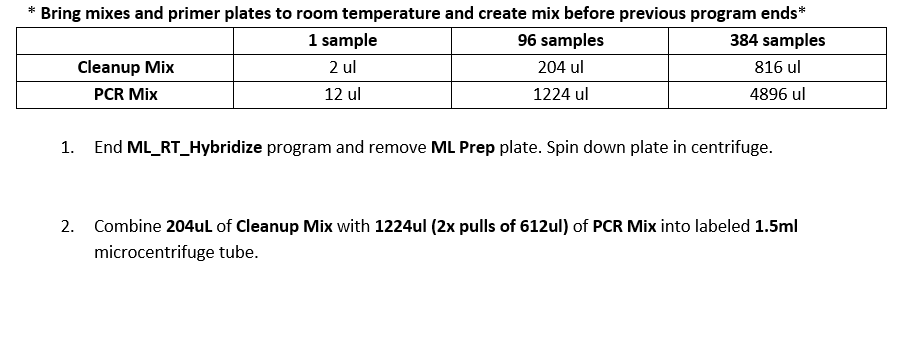 * Bring mixes and primer plates to room temperature and create mix before previous program ends*
1 sample 96 samples 384 samples
Cleanup Mix 2 ul 204 ul 816 ul
PCR Mix 12 ul 1224 ul 4896 ul
1. End ML_RT_Hybridize program and remove ML Prep plate. Spin down plate in centrifuge.
2. Combine 204uL of Cleanup Mix with 1224ul (2x pulls of 612ul) of PCR Mix into labeled 1.5ml
microcentrifuge tube.